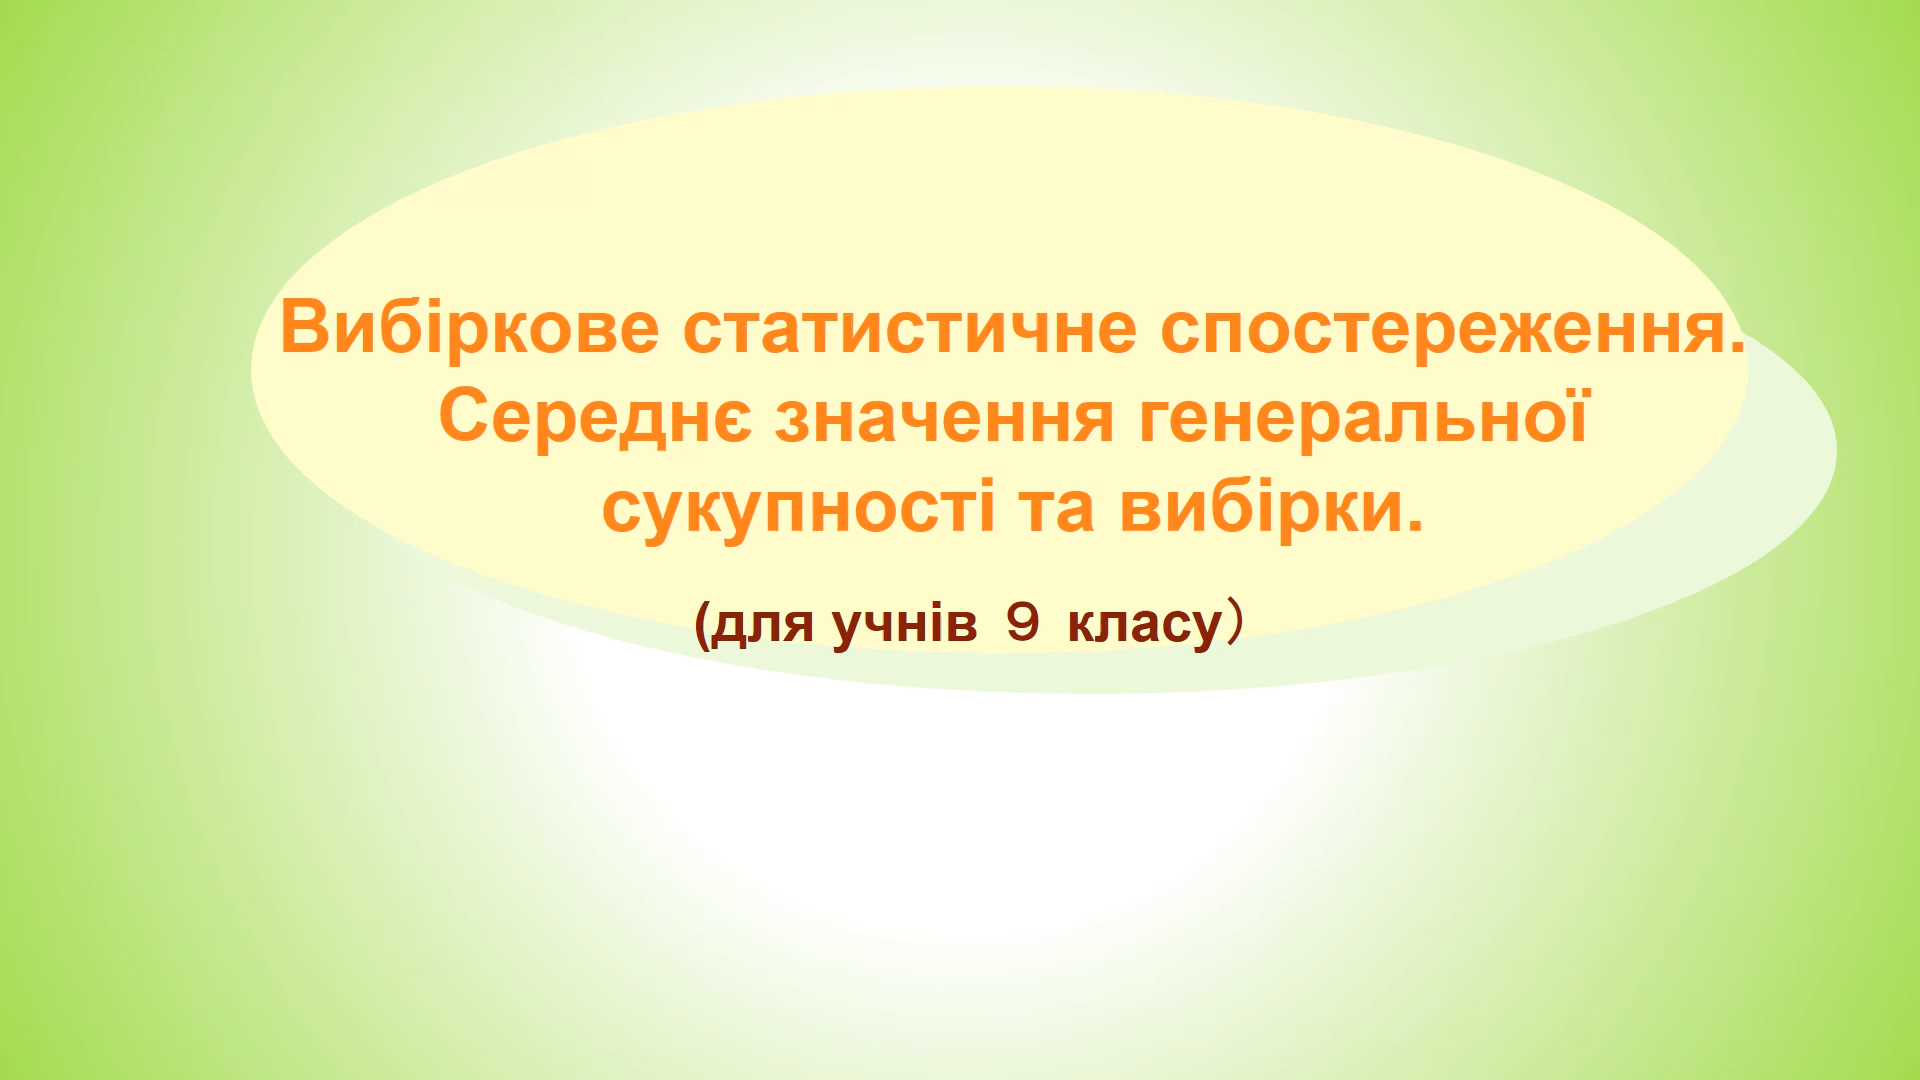 Вибіркове статистичне спостереження.
Середнє значення генеральної
сукупності та вибірки.
(для учнів ９ класу）